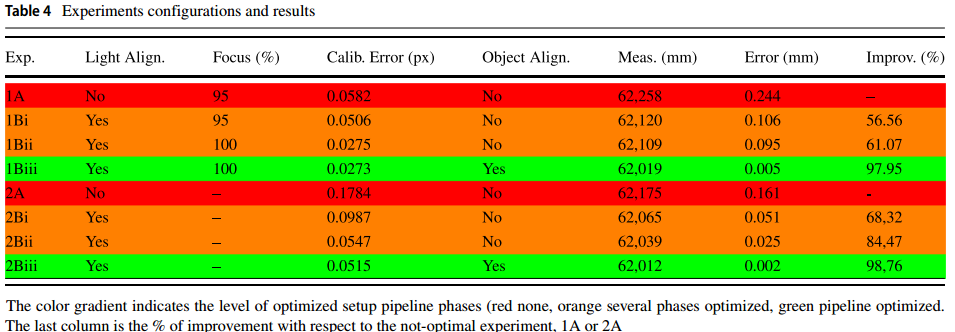 Table 4 Experiments configurations and results
Exp. Light Align. Focus (%) Calib. Error (px) Object Align. Meas. (mm) Error (mm) Improv. (%)
1A No 95 0.0582 No 62,258 0.244 –
1Bi Yes 95 0.0506 No 62,120 0.106 56.56
1Bii Yes 100 0.0275 No 62,109 0.095 61.07
1Biii Yes 100 0.0273 Yes 62,019 0.005 97.95
2A No – 0.1784 No 62,175 0.161 -
2Bi Yes – 0.0987 No 62,065 0.051 68,32
2Bii Yes – 0.0547 No 62,039 0.025 84,47
2Biii Yes – 0.0515 Yes 62,012 0.002 98,76
The color gradient indicates the level of optimized setup pipeline phases (red none, orange several phases optimized, green pipeline optimized.
The last column is the % of improvement with respect to the not-optimal experiment, 1A or 2A